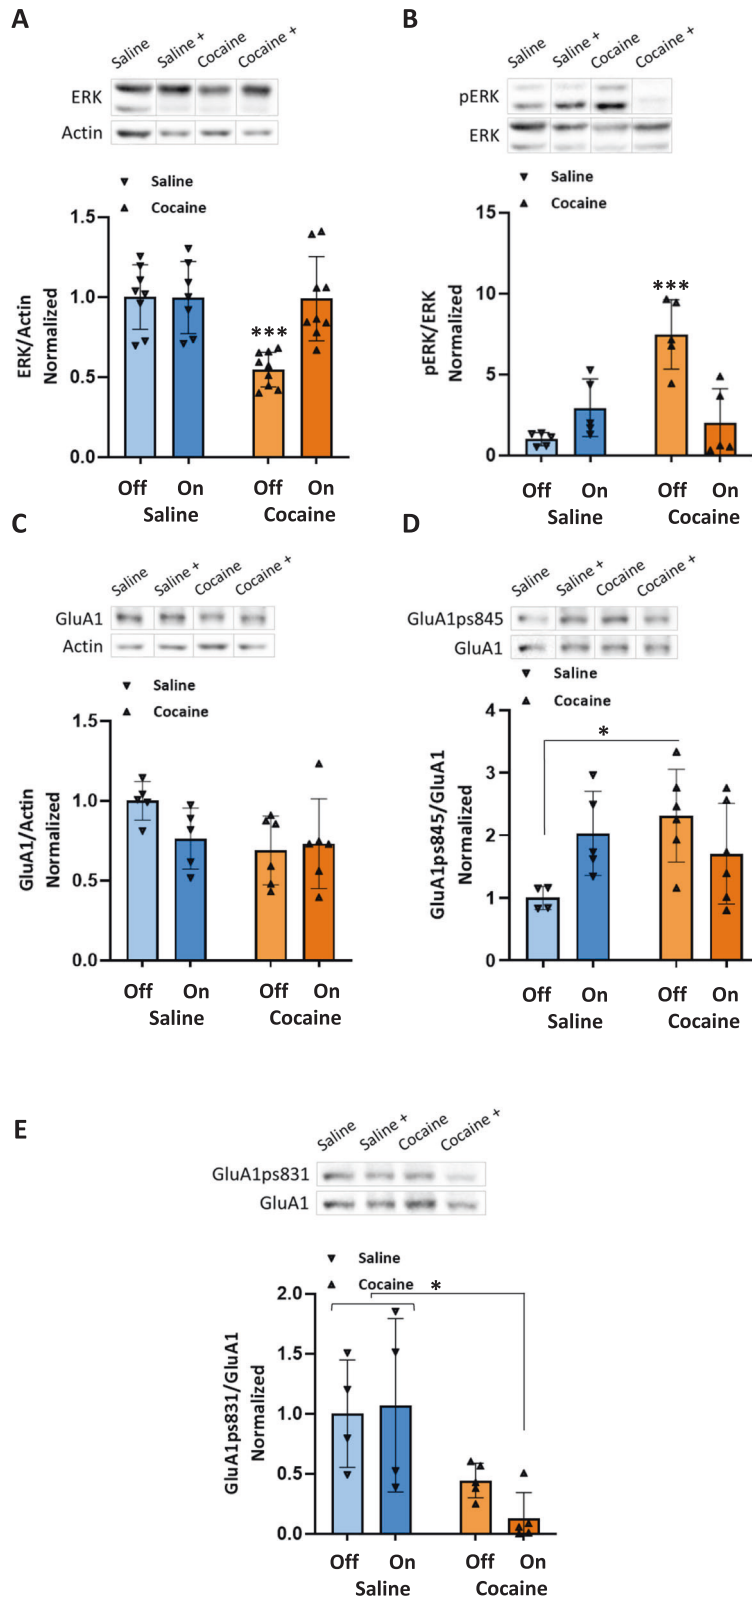 A
Saline Saline + Cocaine Cocaine +
ERK
Actin
Saline
Cocaine
ERK/Actin
Normalized
1.5
1.0
0.5
0.0
***
Off On Off On
Saline Cocaine
B
Saline Saline + Cocaine Cocaine +
pERK
ERK
Saline
Cocaine
pERK/ERK
Normalized
15
10
5
0
***
Off On Off On
Saline Cocaine
C
Saline Saline + Cocaine Cocaine +
GluA1
Actin
Saline
Cocaine
GluA1/Actin
Normalized
1.5
1.0
0.5
0.0
Off On Off On
Saline Cocaine
D
Saline Saline + Cocaine Cocaine +
GluA1ps845
GluA1
Saline
Cocaine
GluA1ps845/GluA1
Normalized
4
3
2
1
0
*
Off On Off On
Saline Cocaine
E
Saline Saline + Cocaine Cocaine +
GluA1ps831
GluA1
Saline
Cocaine
GluA1ps831/GluA1
Normalized
2.0
1.5
1.0
0.5
0.0
*
Off On Off On
Saline Cocaine